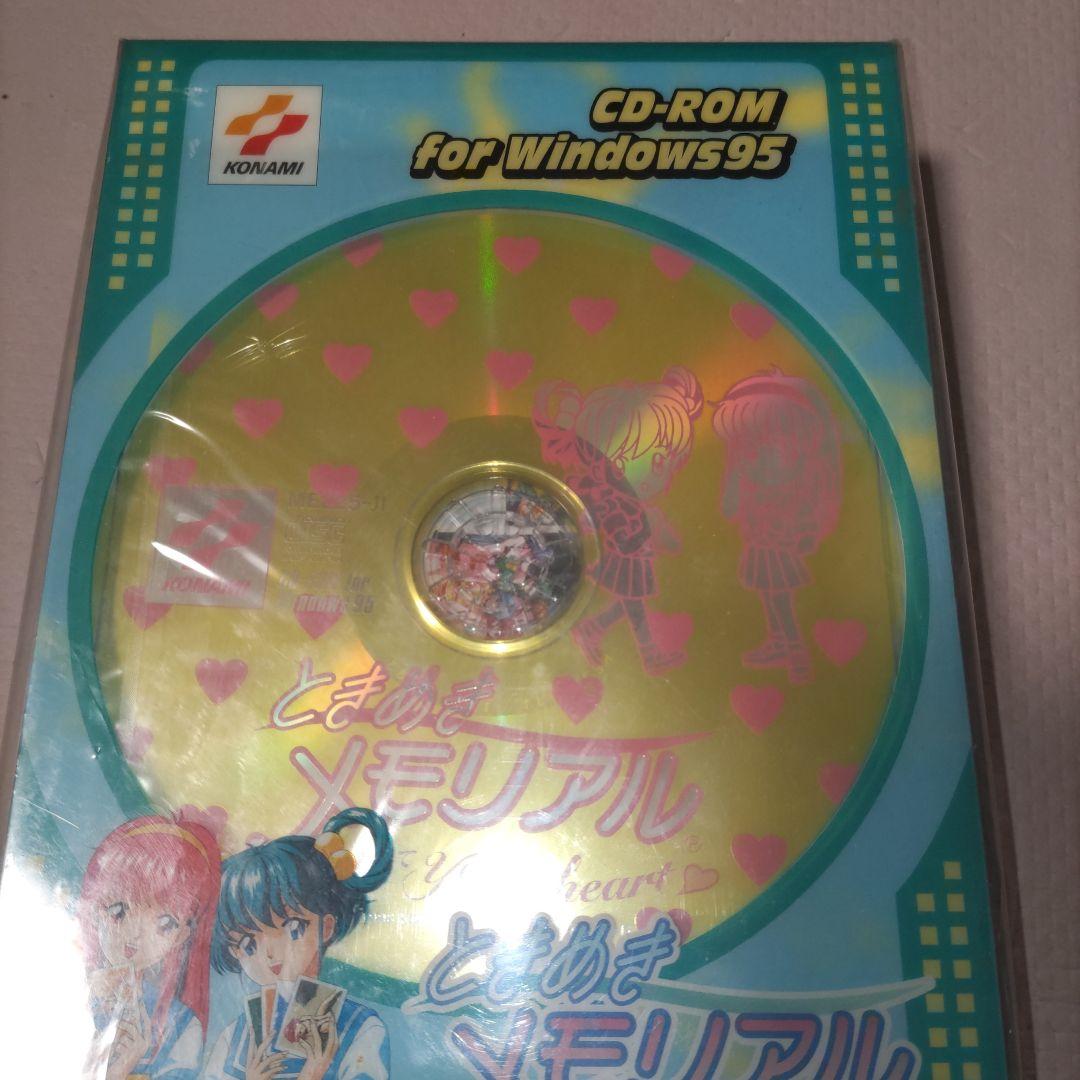 KONAMI
CD-ROM
for Windows95
KONAMI
ときめき
メモリアル
®
heart
ときめき
メモリアル